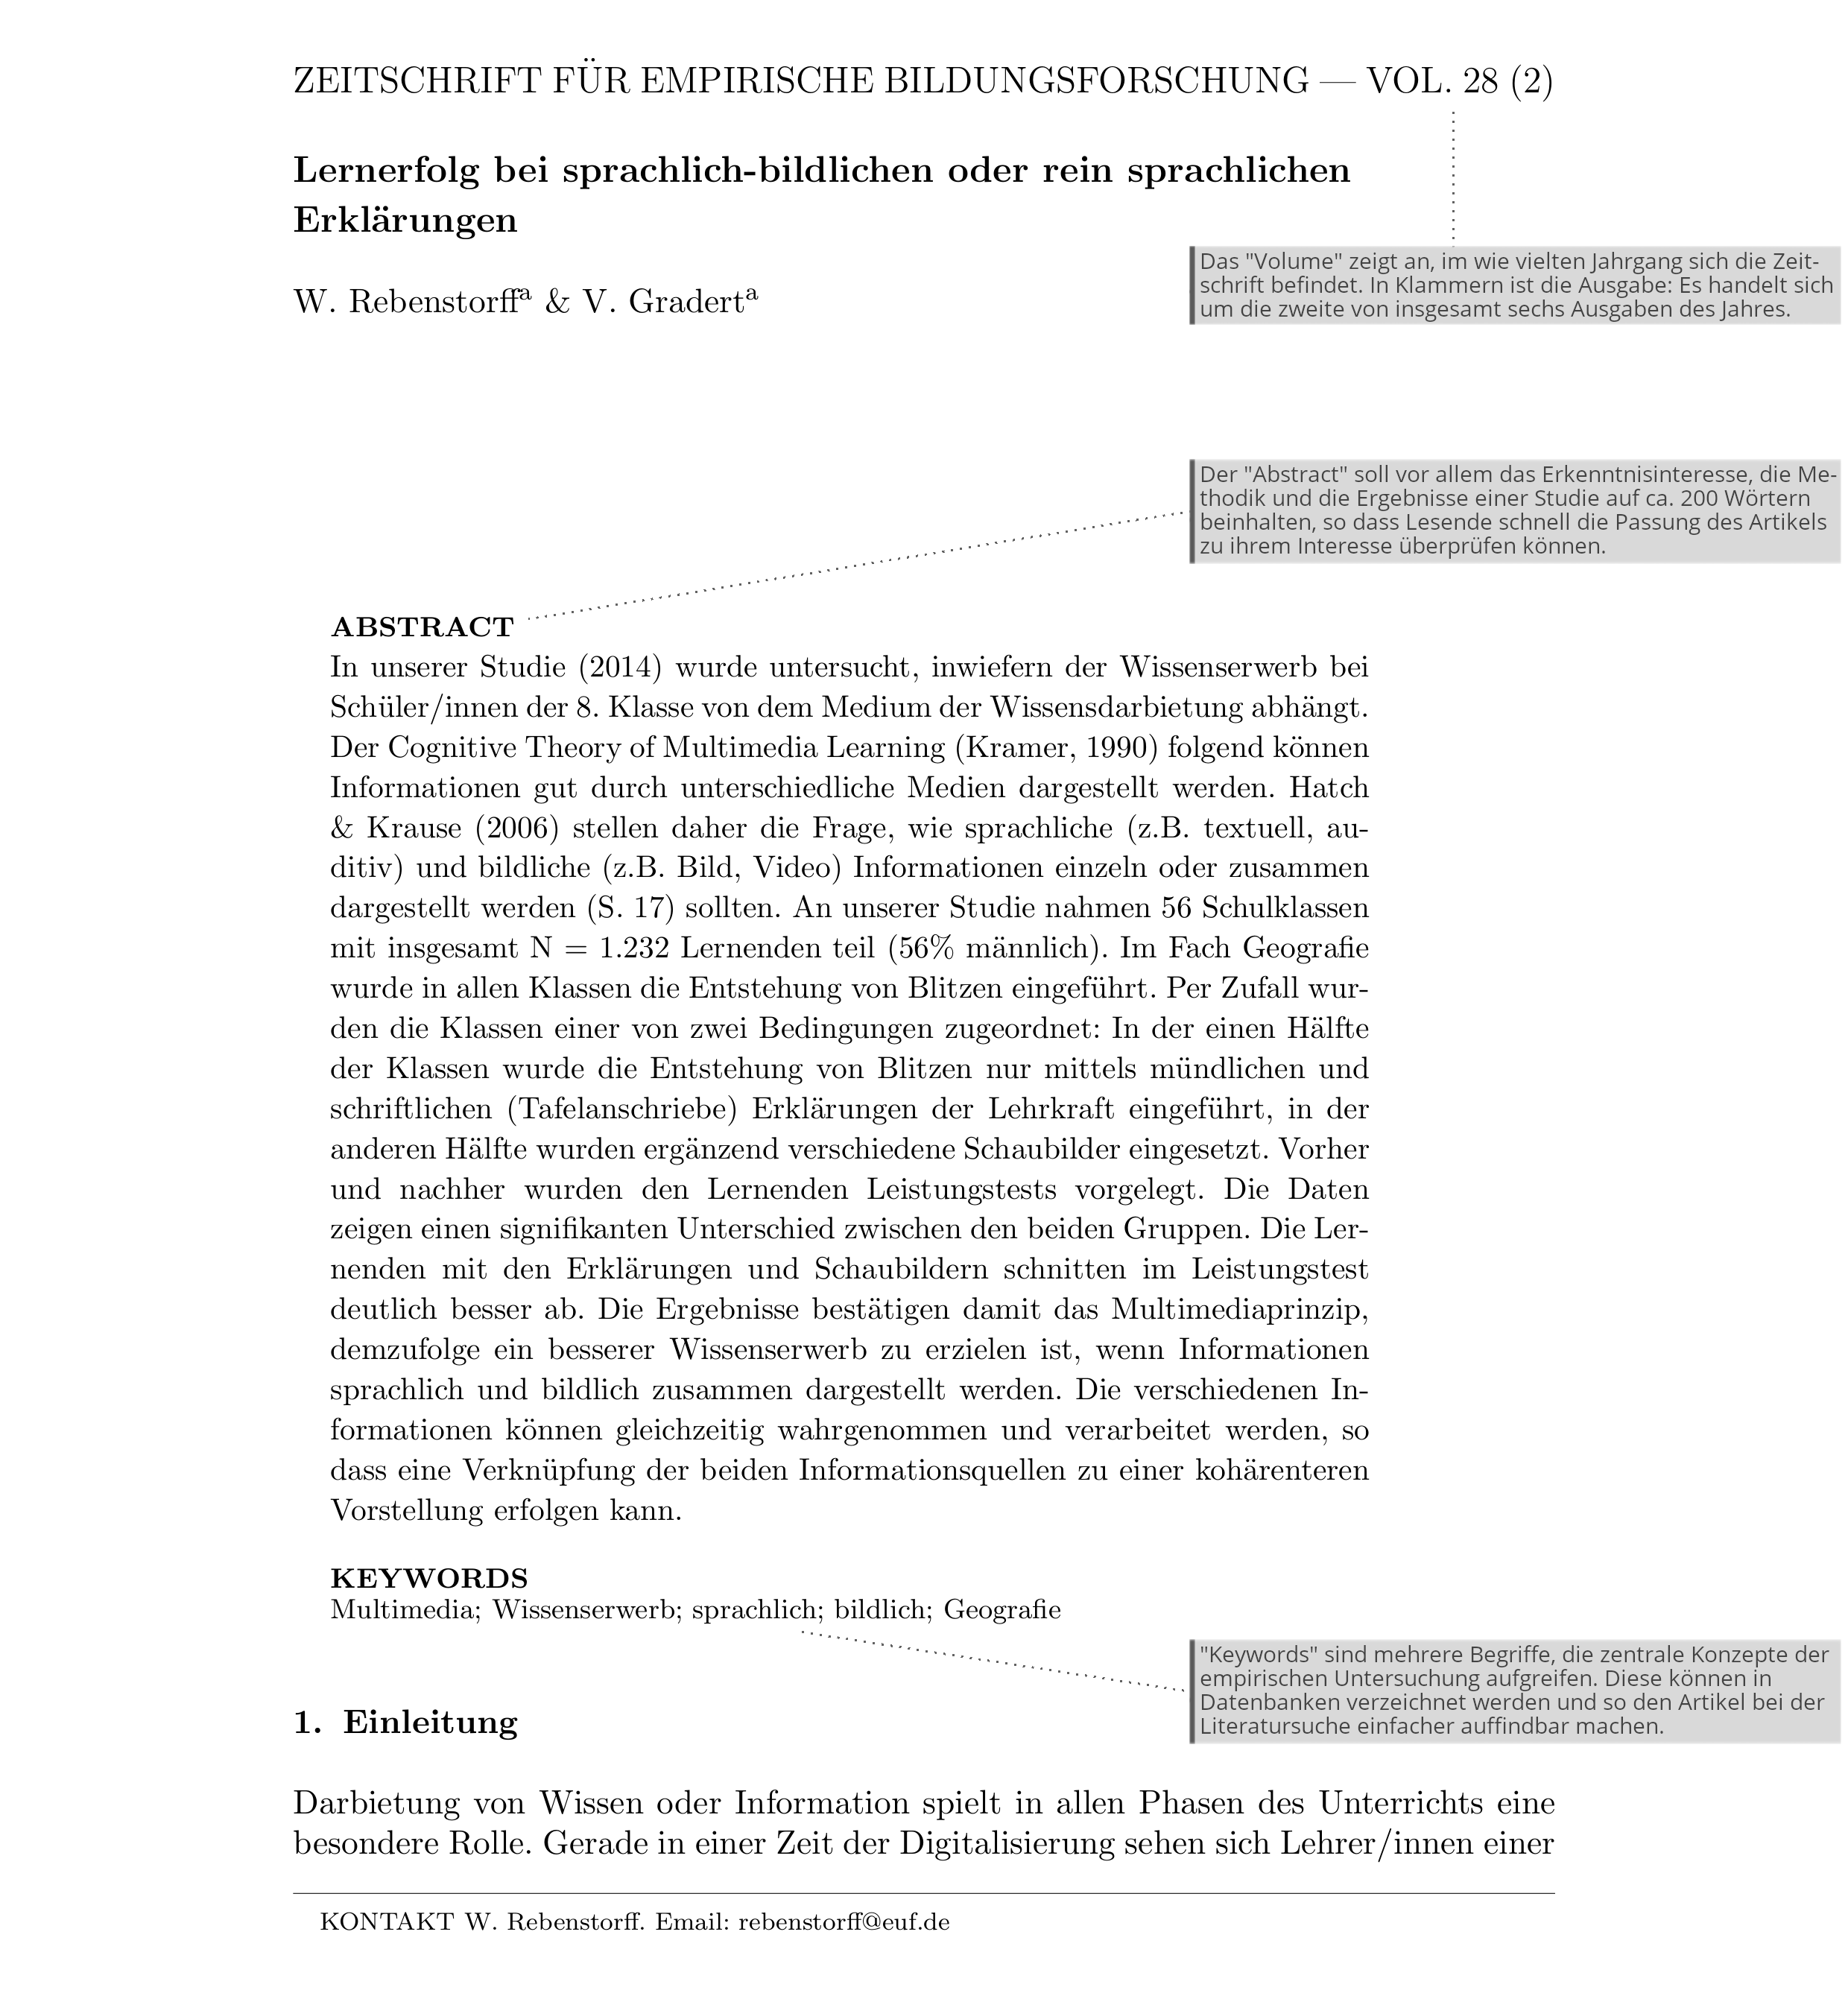 ZEITSCHRIFT FÜR EMPIRISCHE BILDUNGSFORSCHUNG — VOL. 28 (2)
Lernerfolg bei sprachlich-bildlichen oder rein sprachlichen
Erklärungen
W. Rebenstorffᵃ & V. Gradertᵃ
Das "Volume" zeigt an, im wie vielten Jahrgang sich die Zeit-
schrift befindet. In Klammern ist die Ausgabe: Es handelt sich
um die zweite von insgesamt sechs Ausgaben des Jahres.
Der "Abstract" soll vor allem das Erkenntnisinteresse, die Me-
thodik und die Ergebnisse einer Studie auf ca. 200 Wörtern
beinhalten, so dass Lesende schnell die Passung des Artikels
zu ihrem Interesse überprüfen können.
ABSTRACT
In unserer Studie (2014) wurde untersucht, inwiefern der Wissenserwerb bei
Schüler/innen der 8. Klasse von dem Medium der Wissensdarbietung abhängt.
Der Cognitive Theory of Multimedia Learning (Kramer, 1990) folgend können
Informationen gut durch unterschiedliche Medien dargestellt werden. Hatch
& Krause (2006) stellen daher die Frage, wie sprachliche (z.B. textuell, au-
ditiv) und bildliche (z.B. Bild, Video) Informationen einzeln oder zusammen
dargestellt werden (S. 17) sollten. An unserer Studie nahmen 56 Schulklassen
mit insgesamt N = 1.232 Lernenden teil (56% männlich). Im Fach Geografie
wurde in allen Klassen die Entstehung von Blitzen eingeführt. Per Zufall wur-
den die Klassen einer von zwei Bedingungen zugeordnet: In der einen Hälfte
der Klassen wurde die Entstehung von Blitzen nur mittels mündlichen und
schriftlichen (Tafelanschriebe) Erklärungen der Lehrkraft eingeführt, in der
anderen Hälfte wurden ergänzend verschiedene Schaubilder eingesetzt. Vorher
und nachher wurden den Lernenden Leistungstests vorgelegt. Die Daten
zeigen einen signifikanten Unterschied zwischen den beiden Gruppen. Die Ler-
nenden mit den Erklärungen und Schaubildern schnitten im Leistungstest
deutlich besser ab. Die Ergebnisse bestätigen damit das Multimediaprinzip,
demzufolge ein besserer Wissenserwerb zu erzielen ist, wenn Informationen
sprachlich und bildlich zusammen dargestellt werden. Die verschiedenen In-
formationen können gleichzeitig wahrgenommen und verarbeitet werden, so
dass eine Verknüpfung der beiden Informationsquellen zu einer kohärenteren
Vorstellung erfolgen kann.
KEYWORDS
Multimedia; Wissenserwerb; sprachlich; bildlich; Geografie
"Keywords" sind mehrere Begriffe, die zentrale Konzepte der
empirischen Untersuchung aufgreifen. Diese können in
Datenbanken verzeichnet werden und so den Artikel bei der
Literatursuche einfacher auffindbar machen.
1. Einleitung
Darbietung von Wissen oder Information spielt in allen Phasen des Unterrichts eine
besondere Rolle. Gerade in einer Zeit der Digitalisierung sehen sich Lehrer/innen einer
KONTAKT W. Rebenstorff. Email: rebenstorff@euf.de